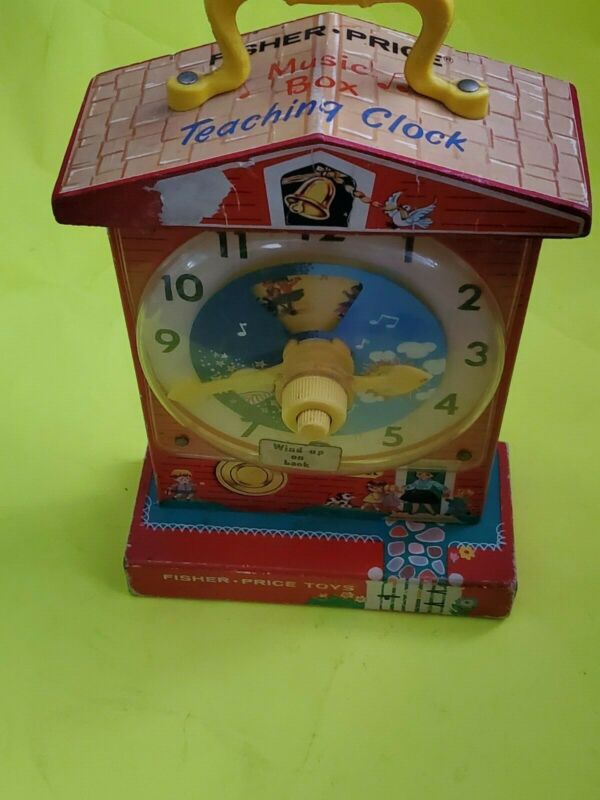 FISHER·PRICE®
Music
Box
Teaching Clock
11 12 1
10 2
9 3
4
7 5
Wind up
on
back
FISHER·PRICE TOYS